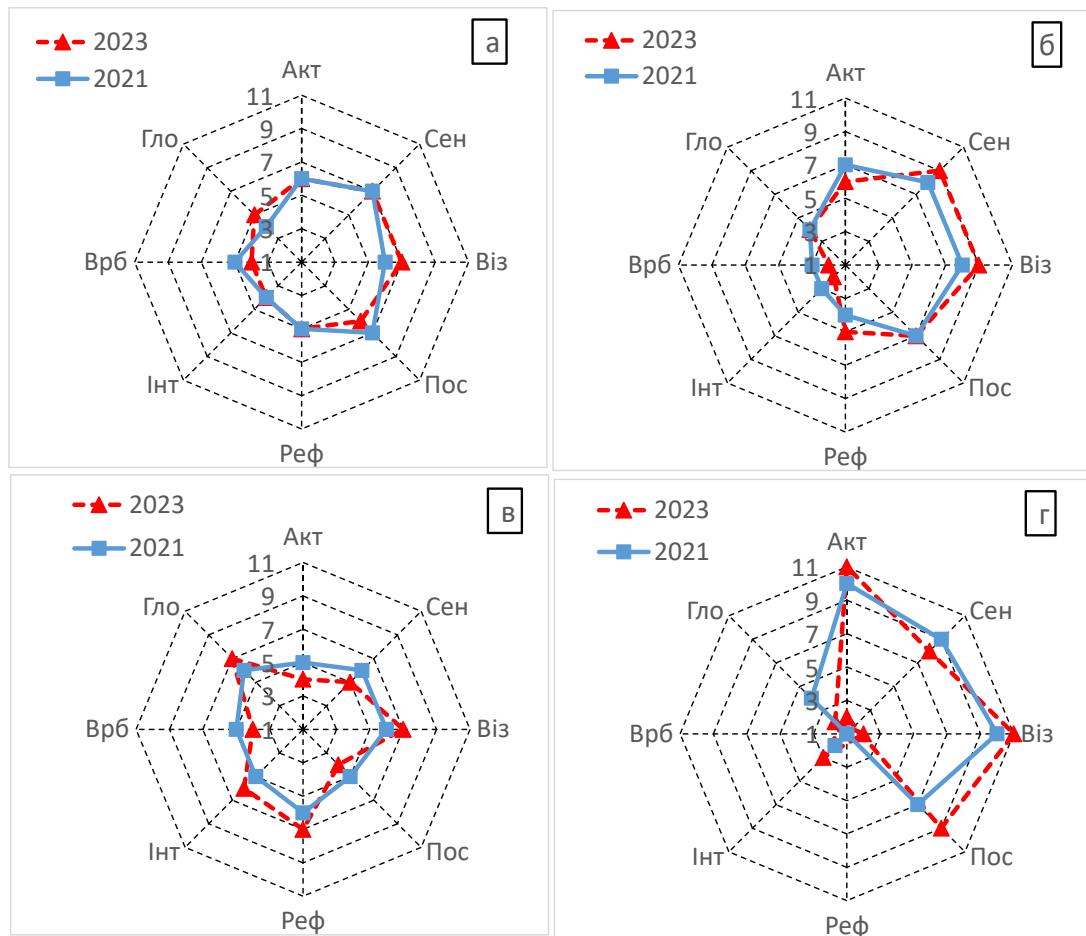 2023
2021
а
Акт
Сен
Віз
Пос
Реф
Інт
Врб
Гло
11
9
7
5
3
1
2023
2021
б
Акт
Сен
Віз
Пос
Реф
Інт
Врб
Гло
11
9
7
5
3
1
2023
2021
в
Акт
Сен
Віз
Пос
Реф
Інт
Врб
Гло
11
9
7
5
3
1
2023
2021
г
Акт
Сен
Віз
Пос
Реф
Інт
Врб
Гло
11
9
7
5
3
1